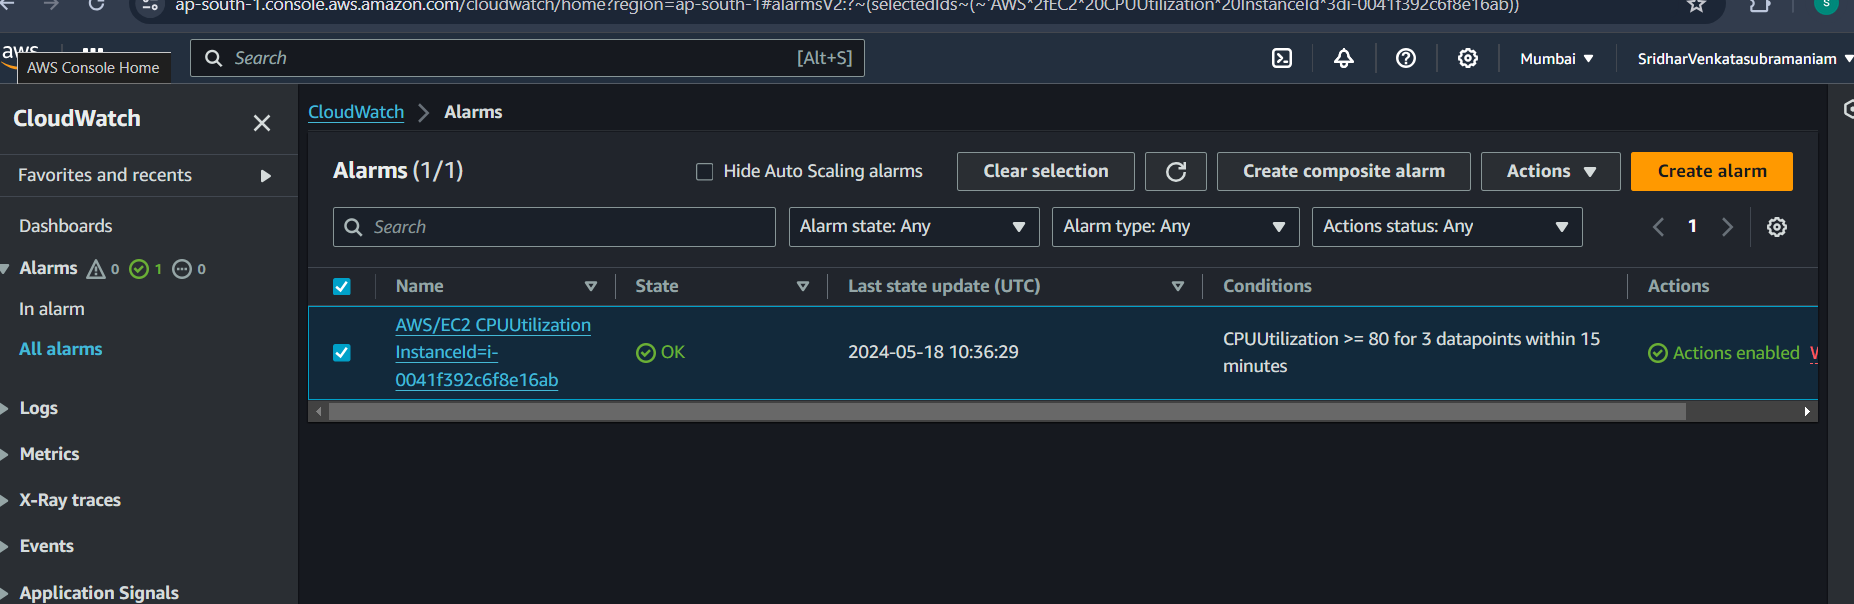 ap-south-1.console.aws.amazon.com/cloudwatch/home?region=ap-south-1#alarmsV2:?~(selectedIds~(~'AWS*2fEC2*20CPUUtilization*20InstanceId*3di-0041f392c6f8e16ab))
S
aws
AWS Console Home
Search
[Alt+S]
Mumbai
SridharVenkatasubramaniam
CloudWatch
Favorites and recents
Dashboards
Alarms 0 1 0
In alarm
All alarms
Logs
Metrics
X-Ray traces
Events
Application Signals
CloudWatch
Alarms
Alarms (1/1)
Hide Auto Scaling alarms
Clear selection
Create composite alarm
Actions
Create alarm
Search
Alarm state: Any
Alarm type: Any
Actions status: Any
1
Name
State
Last state update (UTC)
Conditions
Actions
AWS/EC2 CPUUtilization
InstanceId=i-
0041f392c6f8e16ab
OK
2024-05-18 10:36:29
CPUUtilization >= 80 for 3 datapoints within 15
minutes
Actions enabled